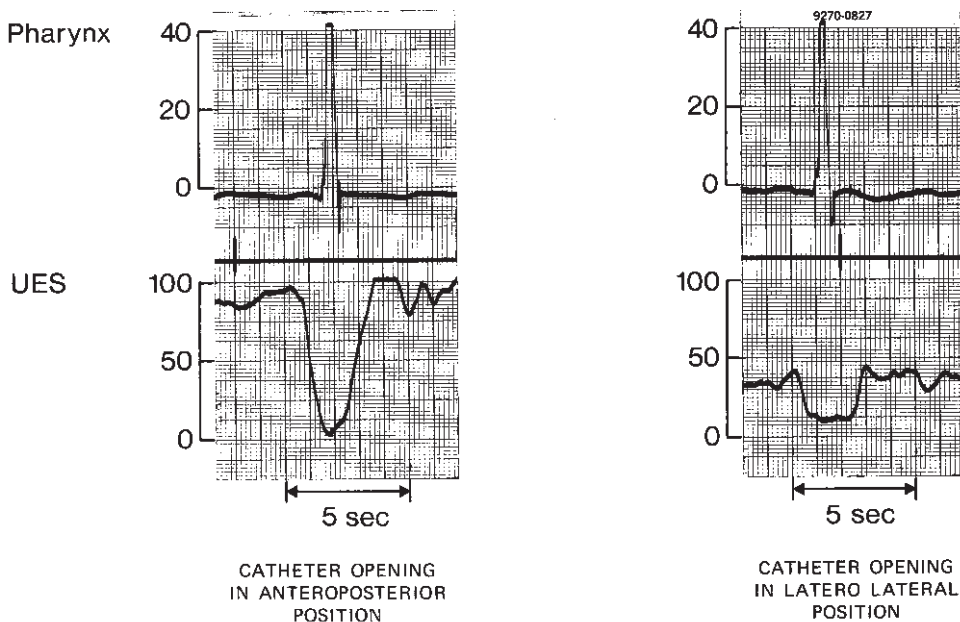 Pharynx
40
20
0
UES
100
50
0
5 sec
CATHETER OPENING
IN ANTEROPOSTERIOR
POSITION
9270-0827
40
20
0
100
50
0
5 sec
CATHETER OPENING
IN LATERO LATERAL
POSITION